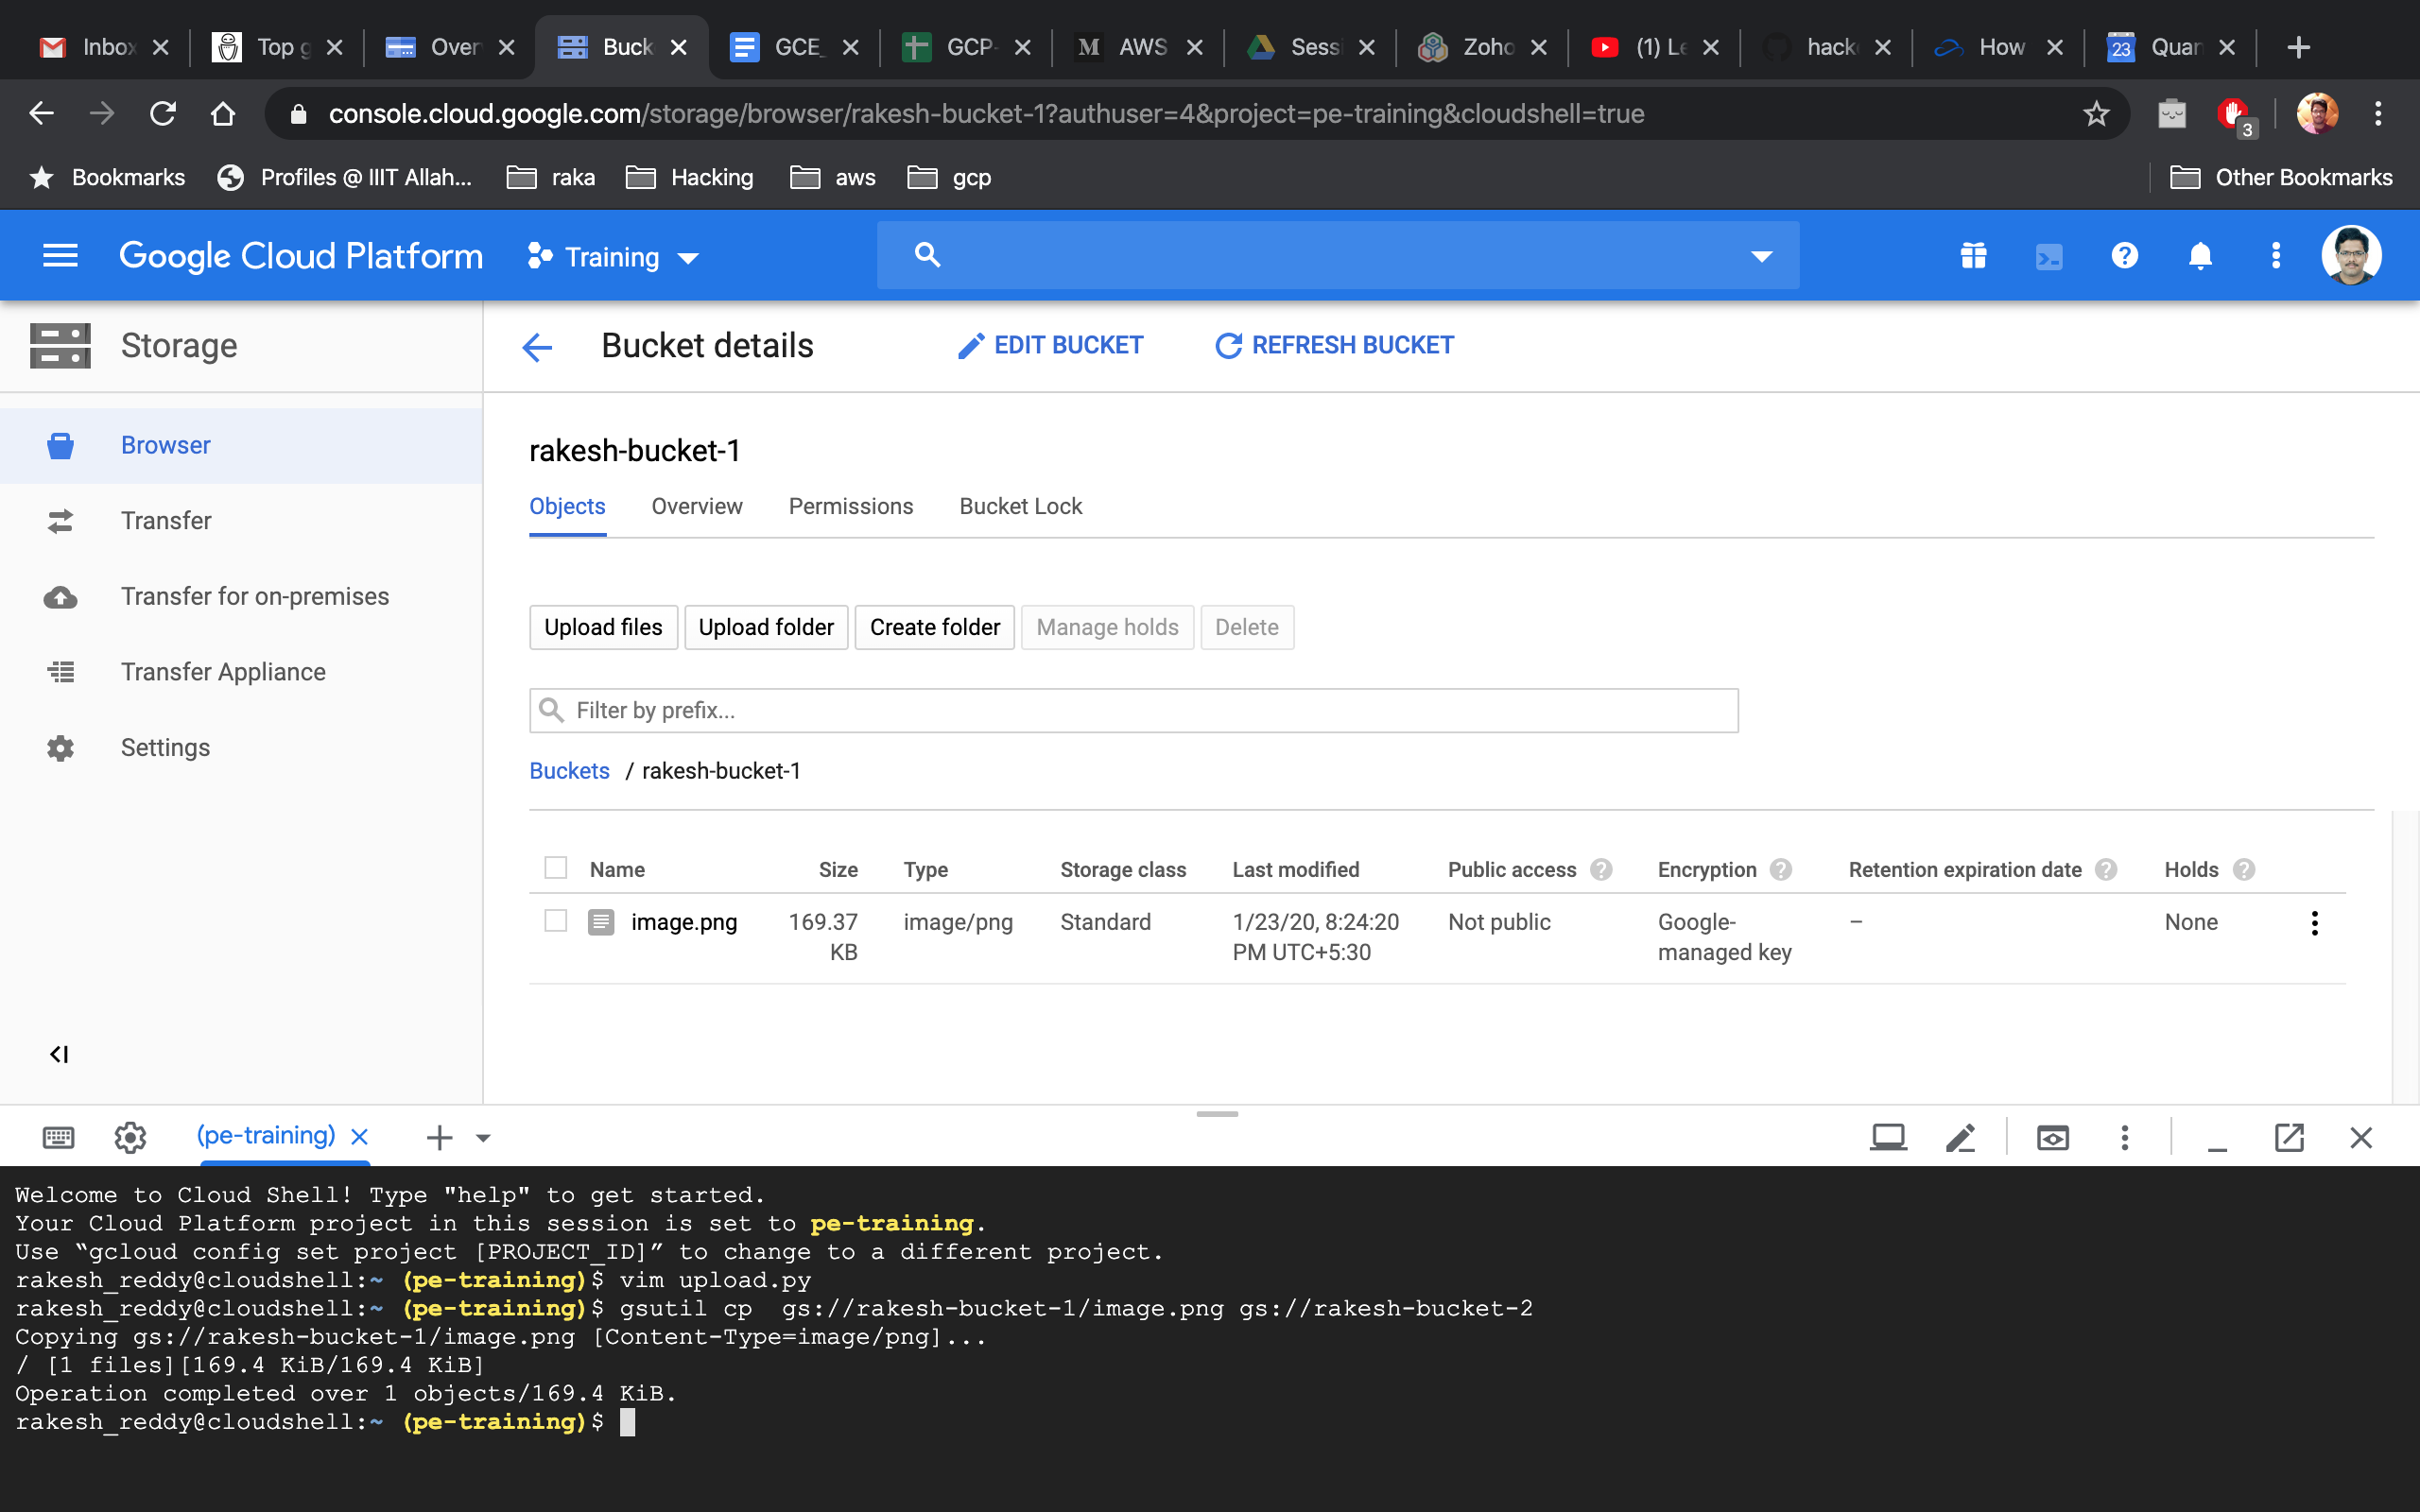 Inbox Top g Over Buck GCE_ GCP- AWS Sessi Zoho (1) Le hack How 23 Quan
console.cloud.google.com/storage/browser/rakesh-bucket-1?authuser=4&project=pe-training&cloudshell=true 3
Bookmarks Profiles @ IIIT Allah... raka Hacking aws gcp Other Bookmarks
Google Cloud Platform Training
Storage
Bucket details EDIT BUCKET REFRESH BUCKET
Browser
Transfer
Transfer for on-premises
Transfer Appliance
Settings
rakesh-bucket-1
Objects Overview Permissions Bucket Lock
Upload files Upload folder Create folder Manage holds Delete
Filter by prefix...
Buckets / rakesh-bucket-1
Name Size Type Storage class Last modified Public access Encryption Retention expiration date Holds
image.png 169.37 image/png Standard 1/23/20, 8:24:20 Not public Google- – None
KB PM UTC+5:30 managed key
(pe-training)
Welcome to Cloud Shell! Type "help" to get started.
Your Cloud Platform project in this session is set to pe-training.
Use “gcloud config set project [PROJECT_ID]” to change to a different project.
rakesh_reddy@cloudshell:~ (pe-training)$ vim upload.py
rakesh_reddy@cloudshell:~ (pe-training)$ gsutil cp  gs://rakesh-bucket-1/image.png gs://rakesh-bucket-2
Copying gs://rakesh-bucket-1/image.png [Content-Type=image/png]...
/ [1 files][169.4 KiB/169.4 KiB]
Operation completed over 1 objects/169.4 KiB.
rakesh_reddy@cloudshell:~ (pe-training)$